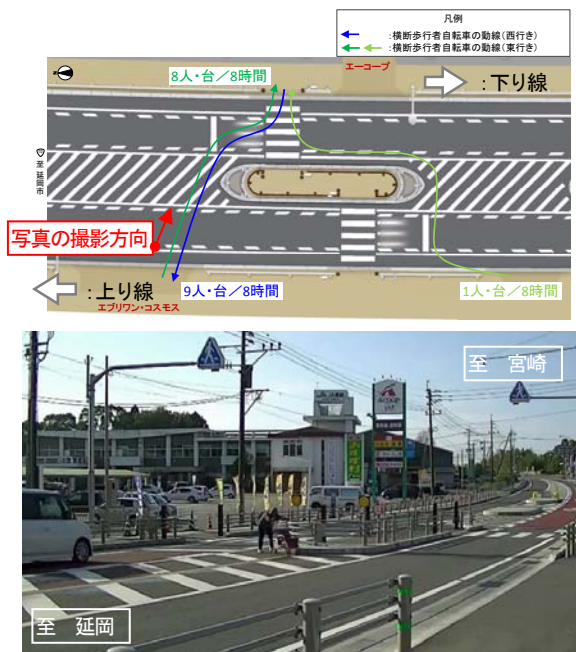 凡例
:横断歩行者自転車の動線(西行き)
:横断歩行者自転車の動線(東行き)
8人・台/8時間
エーコープ
:下り線
至 延岡市
写真の撮影方向
:上り線
エブリワン・コスモス
9人・台/8時間
1人・台/8時間
至 宮崎
至 延岡